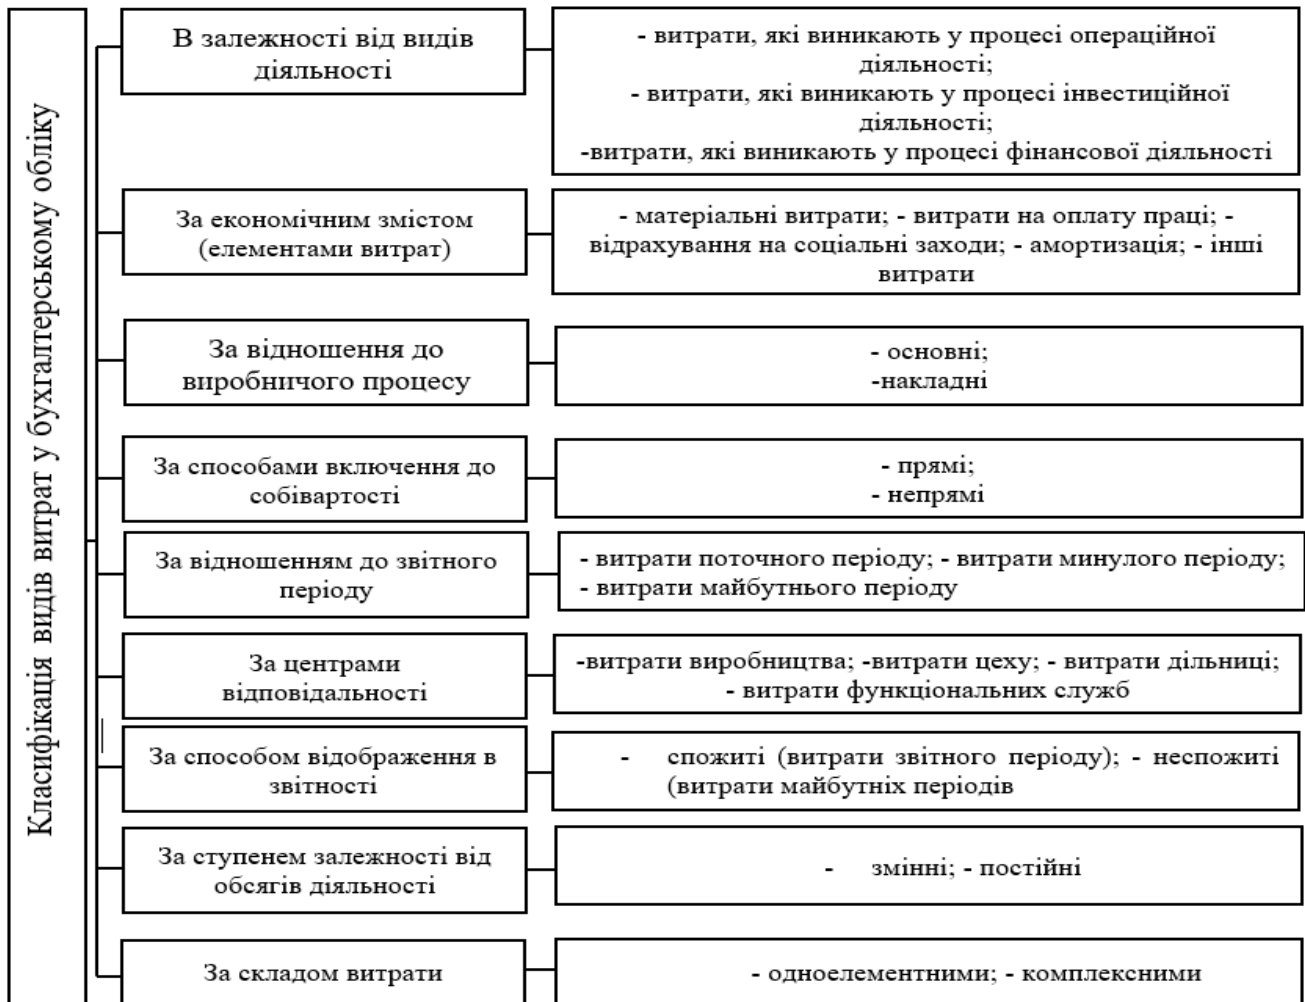 Класифікація видів витрат у бухгалтерському обліку
В залежності від видів
діяльності
- витрати, які виникають у процесі операційної
діяльності;
- витрати, які виникають у процесі інвестиційної
діяльності;
-витрати, які виникають у процесі фінансової діяльності
За економічним змістом
(елементами витрат)
- матеріальні витрати; - витрати на оплату праці; -
відрахування на соціальні заходи; - амортизація; - інші
витрати
За відношення до
виробничого процесу
- основні;
-накладні
За способами включення до
собівартості
- прямі;
- непрямі
За відношенням до звітного
періоду
- витрати поточного періоду; - витрати минулого періоду;
- витрати майбутнього періоду
За центрами
відповідальності
-витрати виробництва; -витрати цеху; - витрати дільниці;
- витрати функціональних служб
За способом відображення в
звітності
- спожиті (витрати звітного періоду); - неспожиті
(витрати майбутніх періодів
За ступенем залежності від
обсягів діяльності
- змінні; - постійні
За складом витрати
- одноелементними; - комплексними